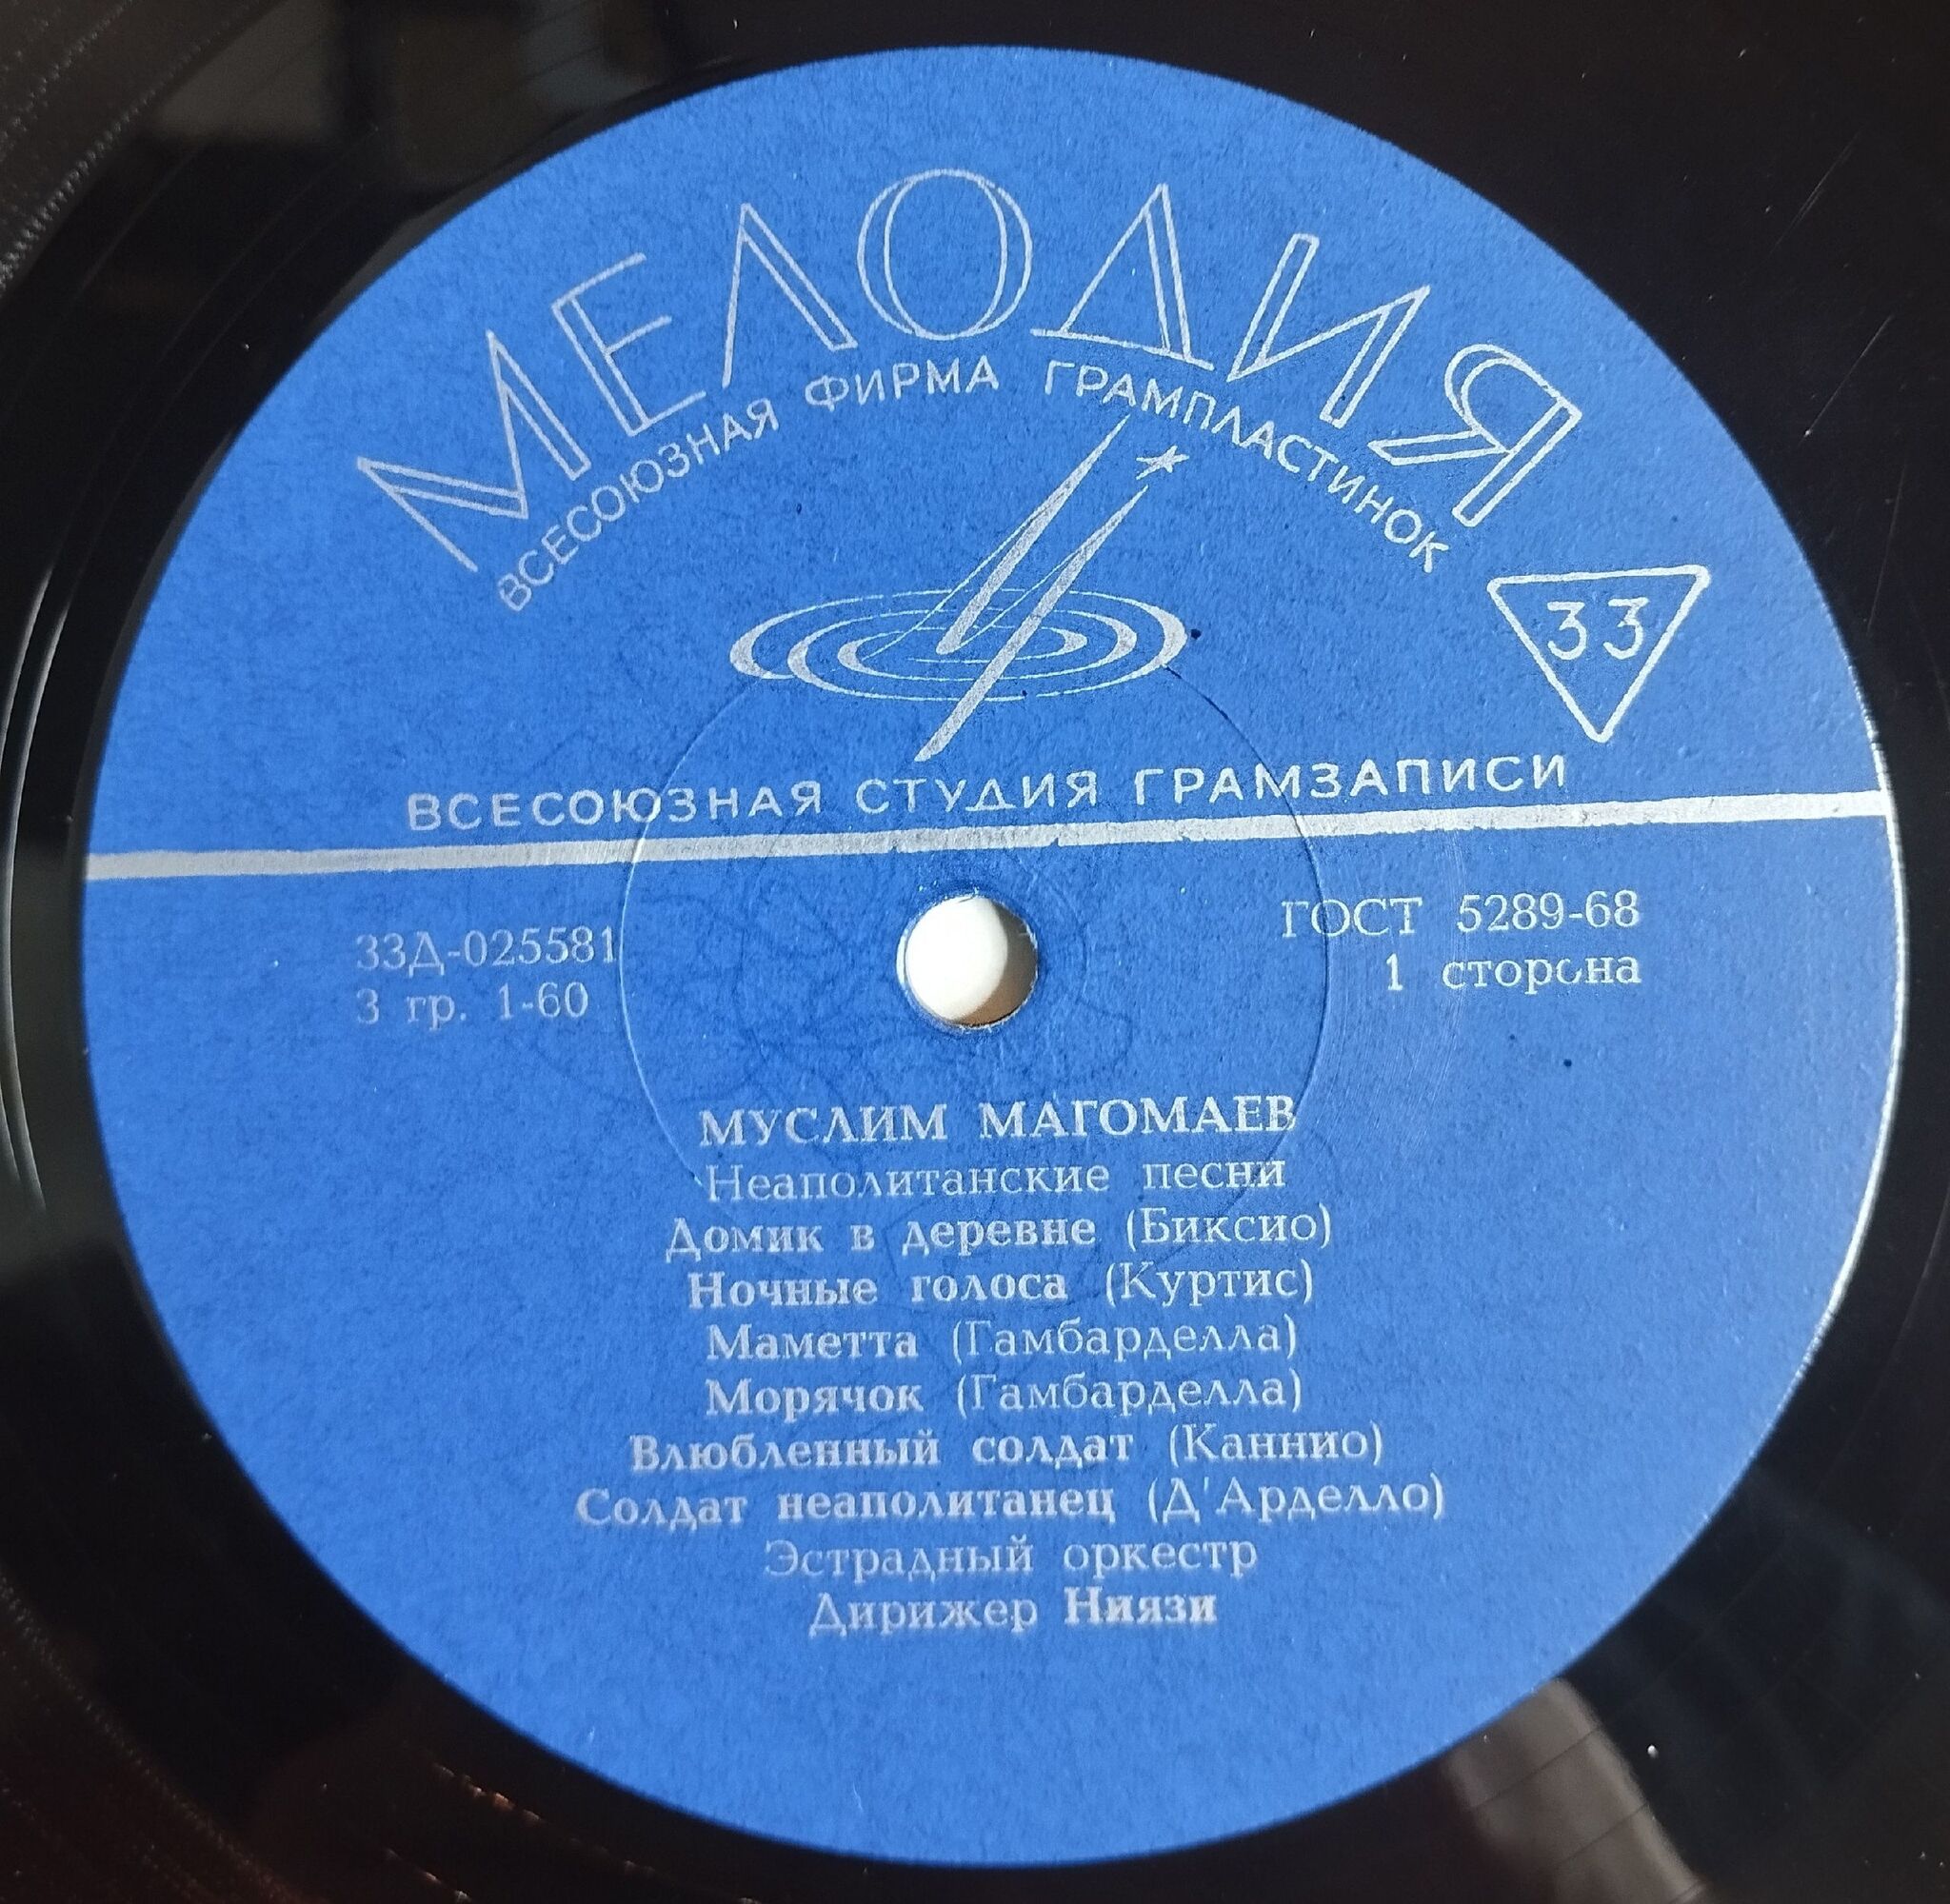 МЕЛОДИЯ
ВСЕСОЮЗНАЯ ФИРМА ГРАМПЛАСТИНОК
33
ВСЕСОЮЗНАЯ СТУДИЯ ГРАМЗАПИСИ
33Д-025581
3 гр. 1-60
ГОСТ 5289-68
1 сторона
МУСЛИМ МАГОМАЕВ
Неаполитанские песни
Домик в деревне (Биксио)
Ночные голоса (Куртис)
Маметта (Гамбарделла)
Морячок (Гамбарделла)
Влюбленный солдат (Каннио)
Солдат неаполитанец (Д'Арделло)
Эстрадный оркестр
Дирижер Ниязи